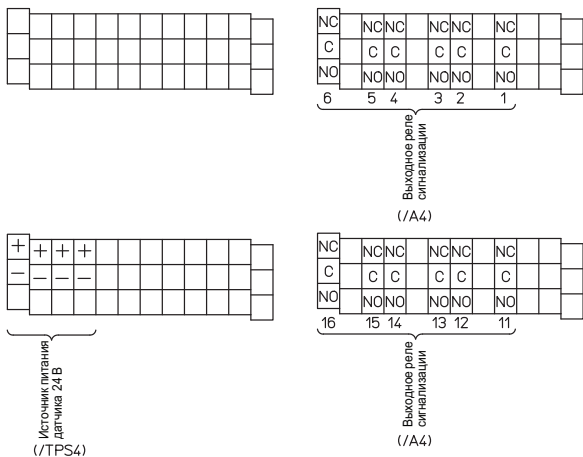 NC NC NC NC NC NC
C C C C C C
NO NO NO NO NO NO
6 5 4 3 2 1
Выходное реле
сигнализации
(/A4)
+ + + +
− − − −
Источник питания
датчика 24 В
(/TPS4)
NC NC NC NC NC NC
C C C C C C
NO NO NO NO NO NO
16 15 14 13 12 11
Выходное реле
сигнализации
(/A4)